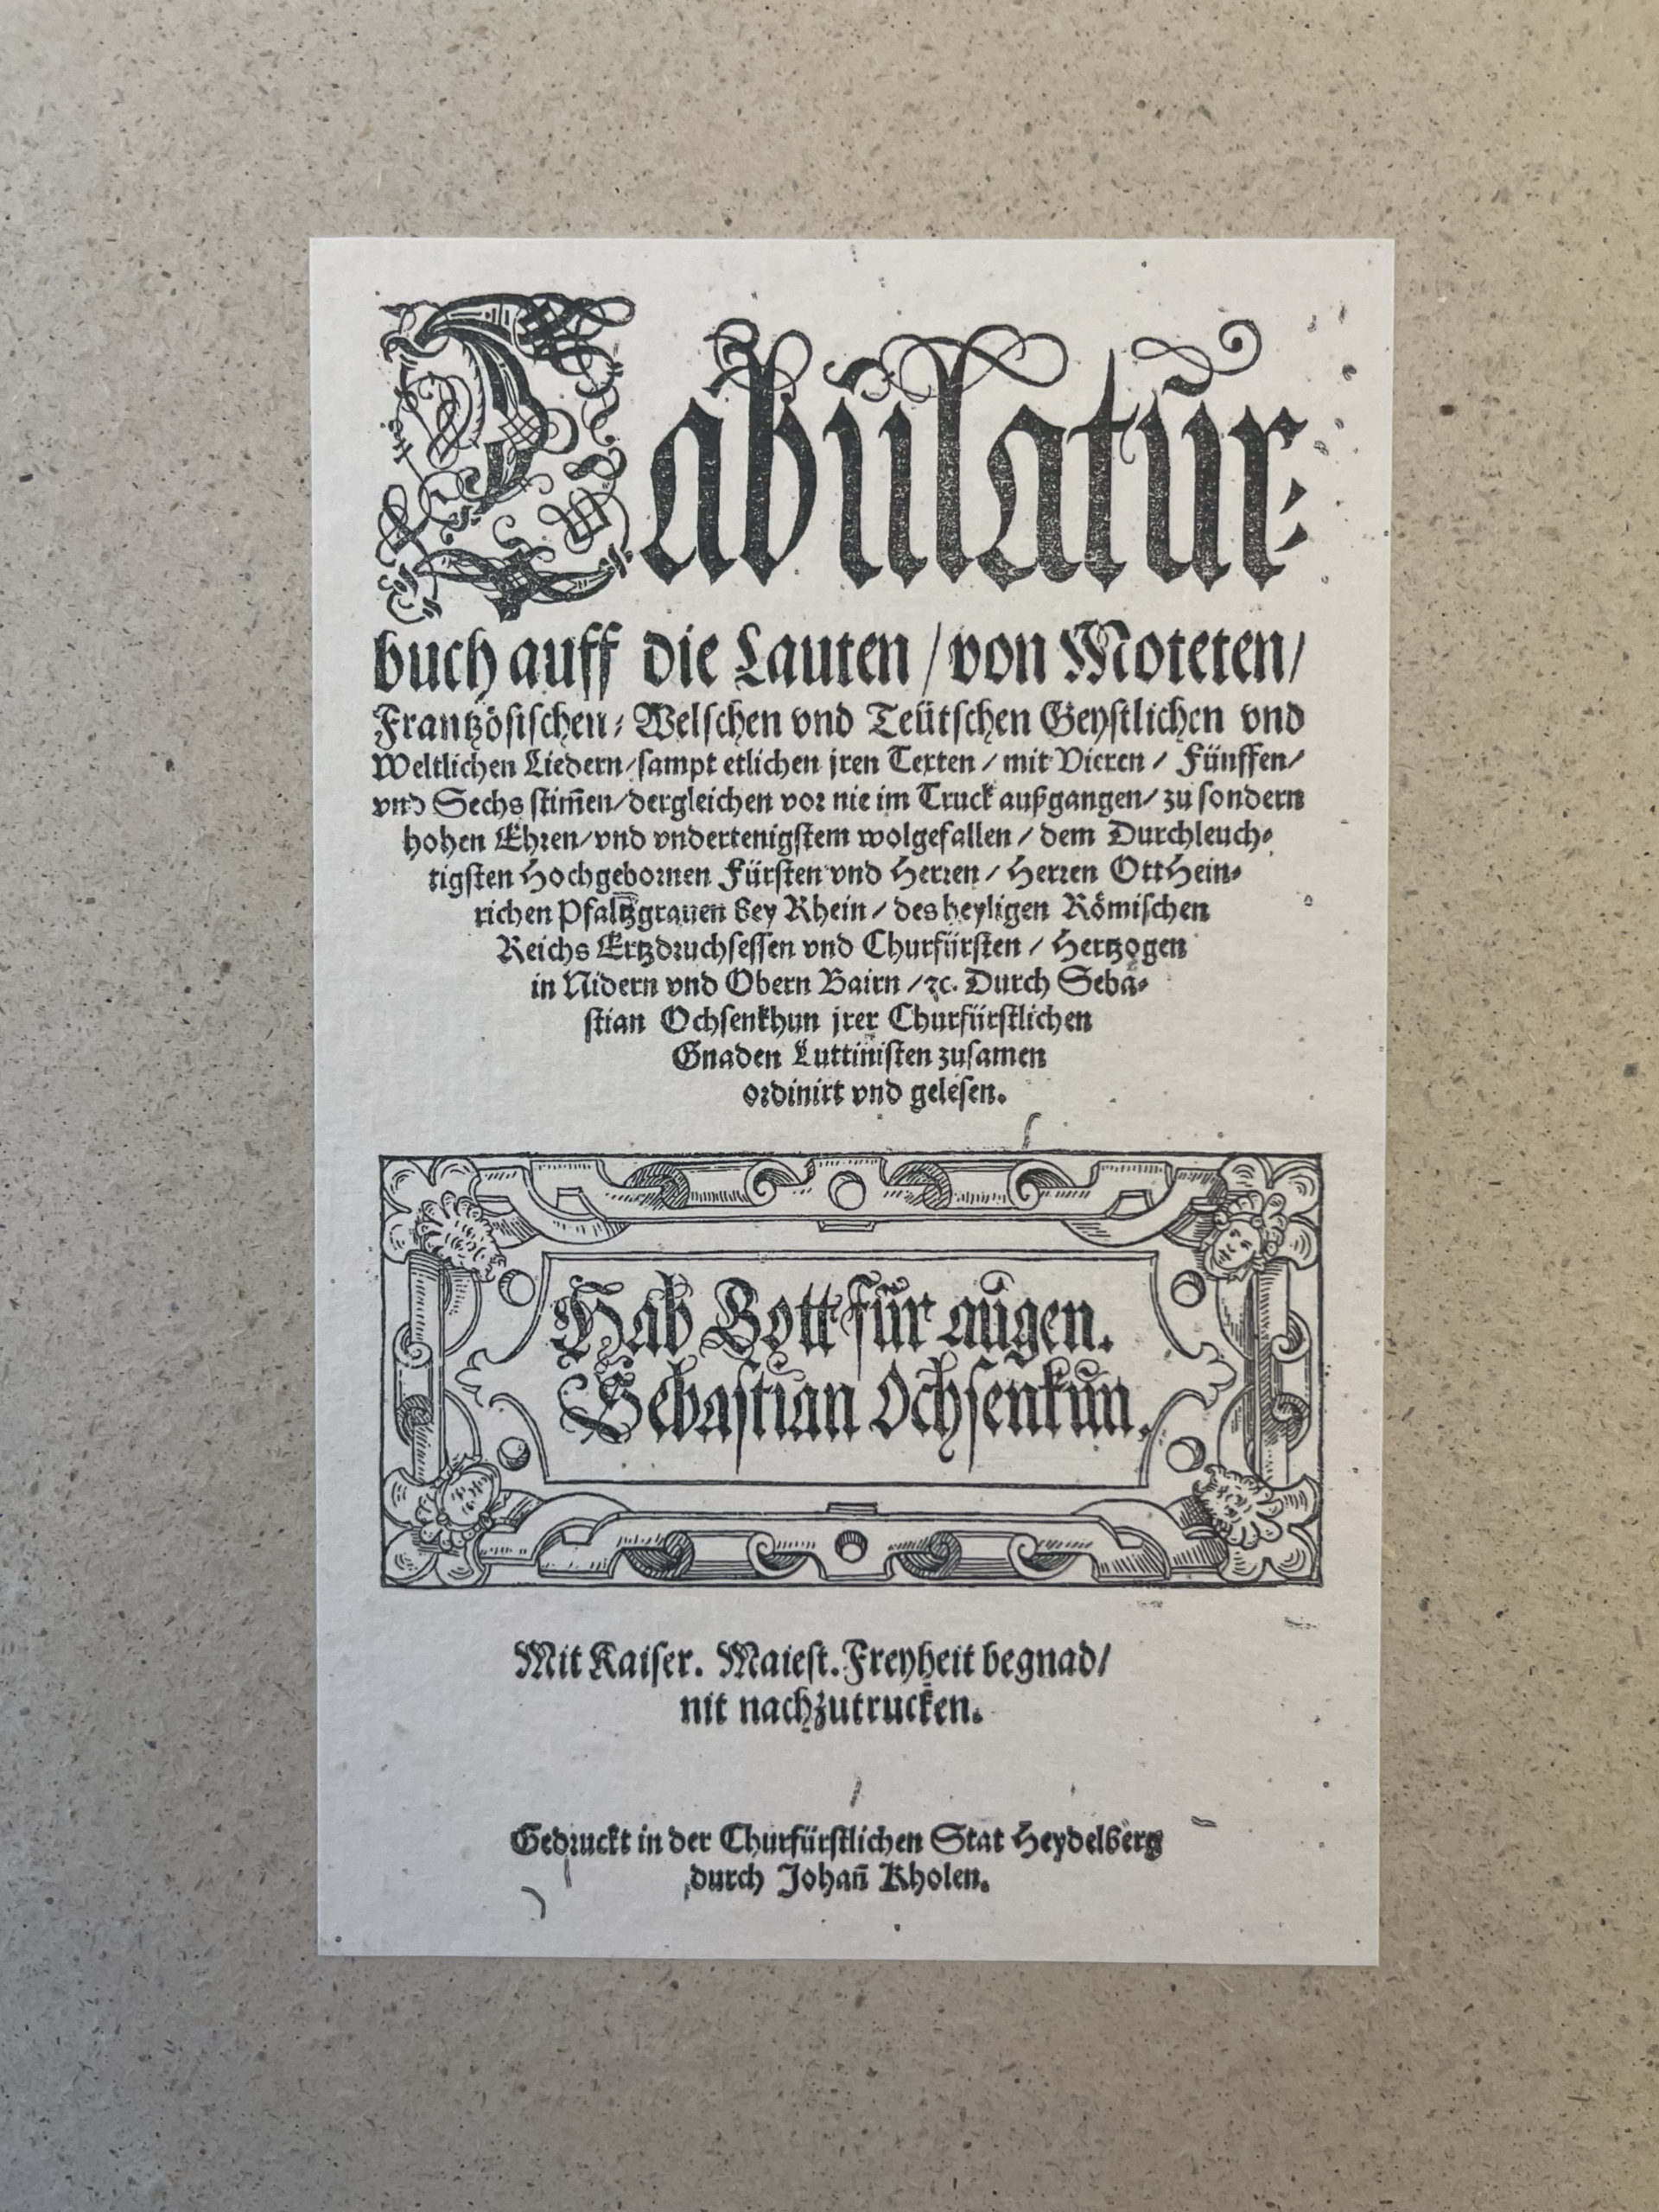 Tabulatur⸗
buch auff die Lauten / von Moteten /
Frantzösischen⸗ Welschen vnd Teütschen Geystlichen vnd
Weltlichen Liedern / sampt etlichen jren Texten / mit Vieren / Fünffen /
vnd Sechs stim̄en / dergleichen vor nie im Truck außgangen / zu sondern
hohen Ehren / vnd vndertenigstem wolgefallen / dem Durchleuch⸗
tigsten Hochgebornen Fürsten vnd Herren / Herren OttHein⸗
richen Pfaltzgrauen bey Rhein / des heyligen Römischen
Reichs Ertzdruchsessen vnd Churfürsten / Hertzogen
in Nidern vnd Obern Bairn / ꝛc. Durch Seba⸗
stian Ochsenkhun jrer Churfürstlichen
Gnaden Luttinisten zusamen
ordinirt vnd gelesen.
Hab Gott für augen.
Sebastian Ochsenkun.
Mit Kaiser. Maiest. Freyheit begnad /
nit nachzutrucken.
Gedruckt in der Churfürstlichen Stat Heydelberg
durch Johan̄ Kholen.